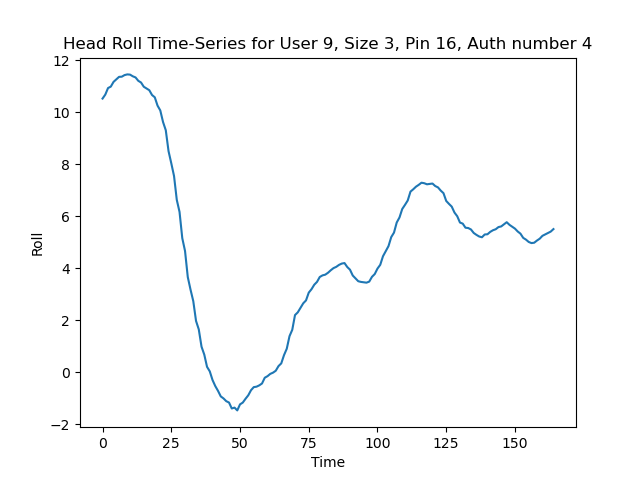 Head Roll Time-Series for User 9, Size 3, Pin 16, Auth number 4
12
10
8
6
4
2
0
−2
Roll
0 25 50 75 100 125 150
Time